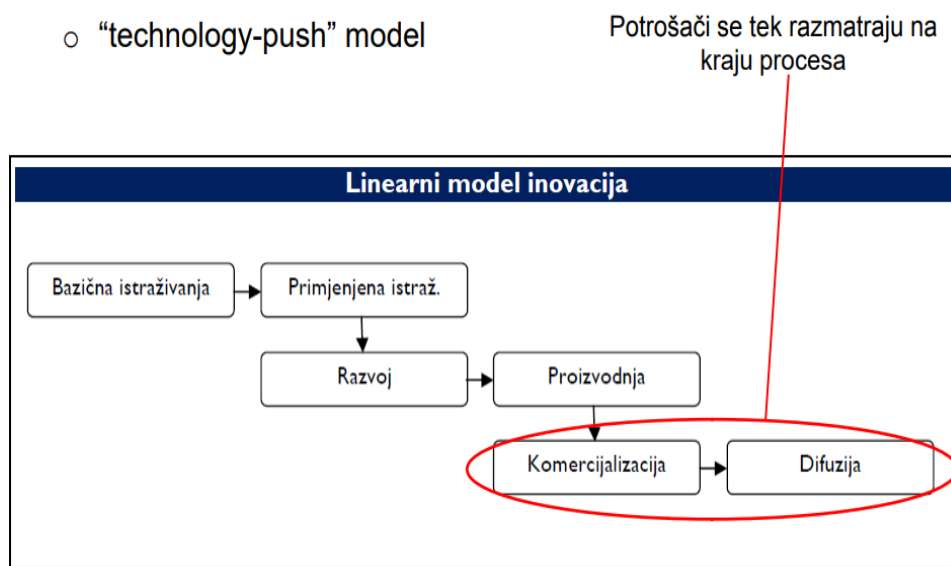 ○ “technology-push” model
Potrošači se tek razmatraju na
kraju procesa
Linearni model inovacija
Bazična istraživanja
Primjenjena istraž.
Razvoj
Proizvodnja
Komercijalizacija
Difuzija